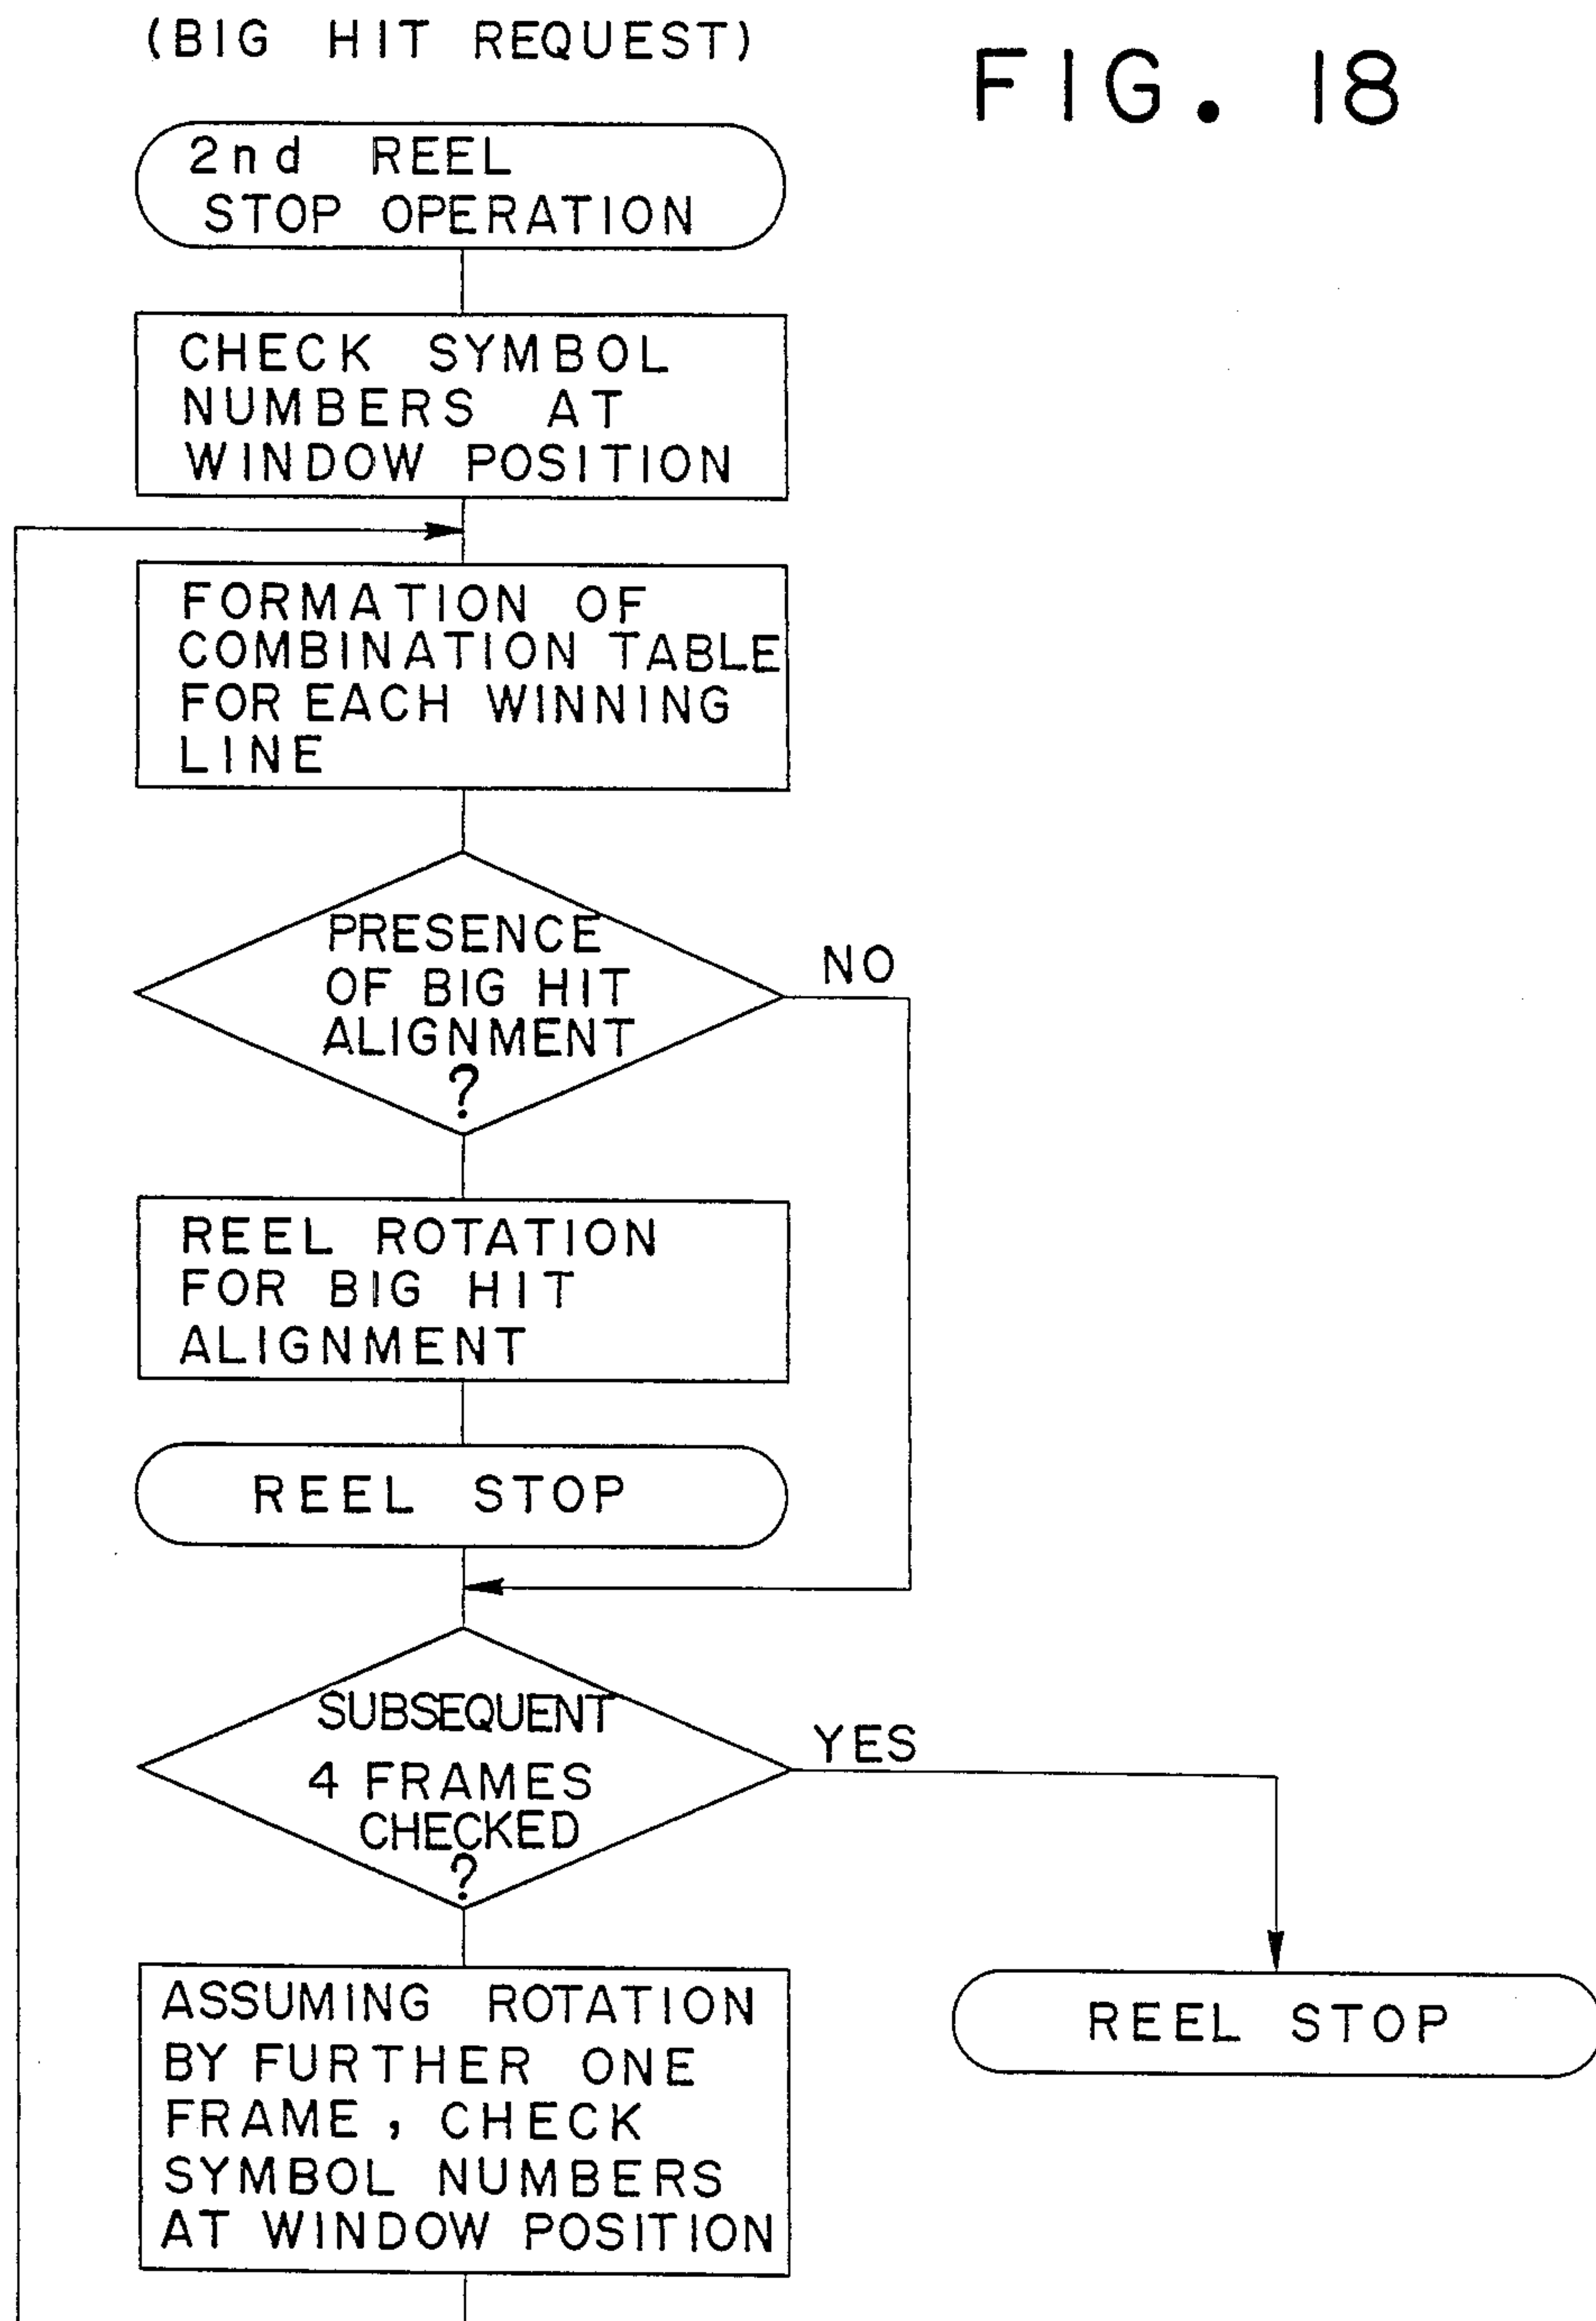 (BIG HIT REQUEST)
FIG. 18
2nd REEL
STOP OPERATION
CHECK SYMBOL
NUMBERS AT
WINDOW POSITION
FORMATION OF
COMBINATION TABLE
FOR EACH WINNING
LINE
PRESENCE
OF BIG HIT
ALIGNMENT
?
NO
REEL ROTATION
FOR BIG HIT
ALIGNMENT
REEL STOP
SUBSEQUENT
4 FRAMES
CHECKED
?
YES
ASSUMING ROTATION
BY FURTHER ONE
FRAME, CHECK
SYMBOL NUMBERS
AT WINDOW POSITION
REEL STOP